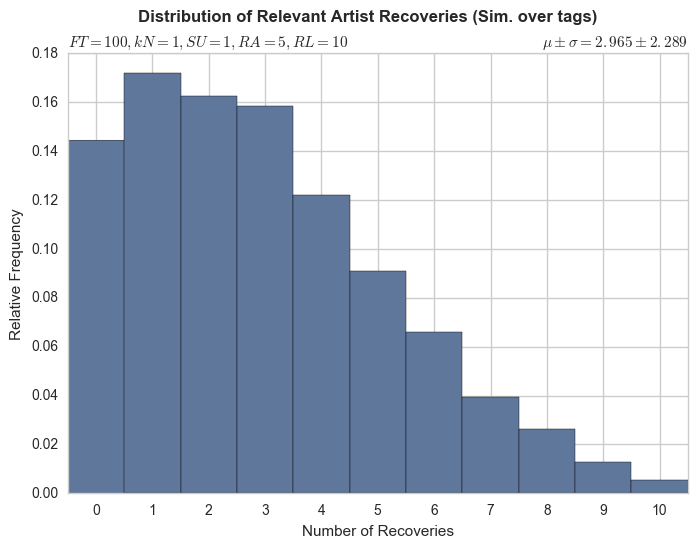 Distribution of Relevant Artist Recoveries (Sim. over tags)
FT = 100, kN = 1, SU = 1, RA = 5, RL = 10 μ ± σ = 2.965 ± 2.289
0.18
0.16
0.14
0.12
0.10
0.08
0.06
0.04
0.02
0.00
Relative Frequency
0 1 2 3 4 5 6 7 8 9 10
Number of Recoveries